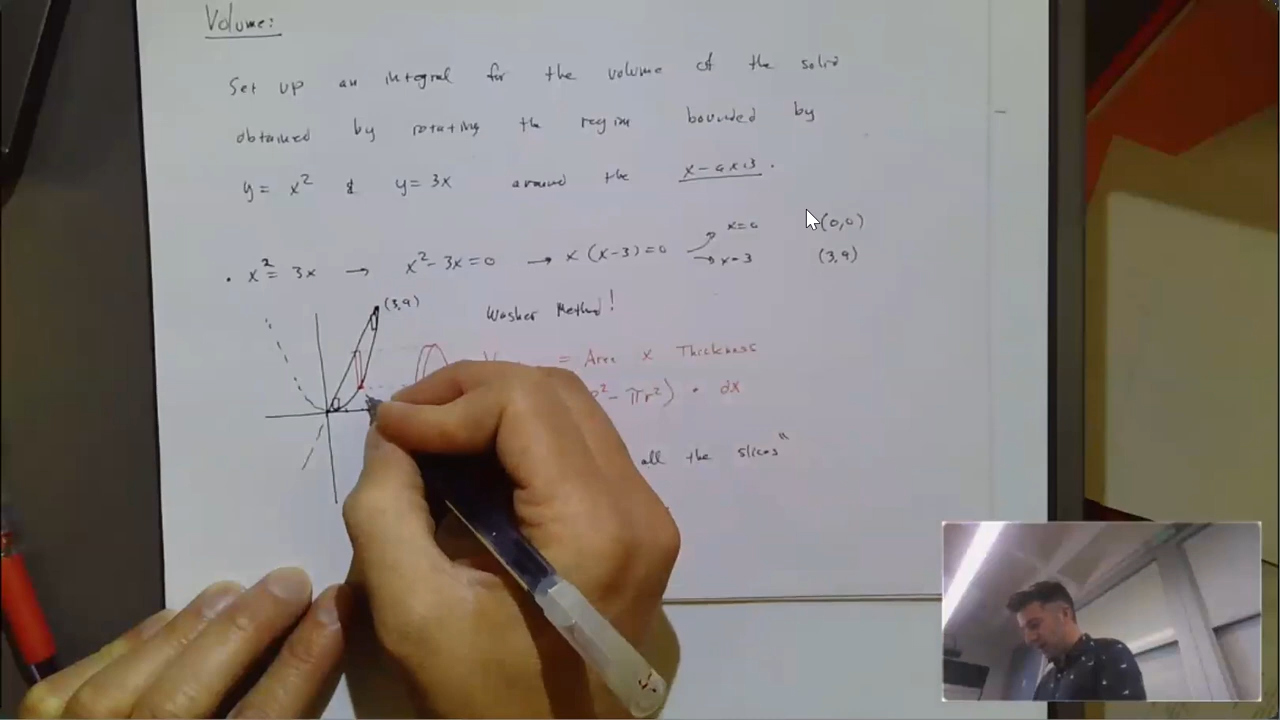 Volume:
Set up an integral for the volume of the solid
obtained by rotating the region bounded by
y = x² & y = 3x around the x-axis.
x = 0 (0,0)
• x² = 3x → x² - 3x = 0 → x (x-3) = 0
x = 3 (3,9)
(3,9)
Washer Method!
= Area x Thickness
R² - πr²) · dx
all the slices"